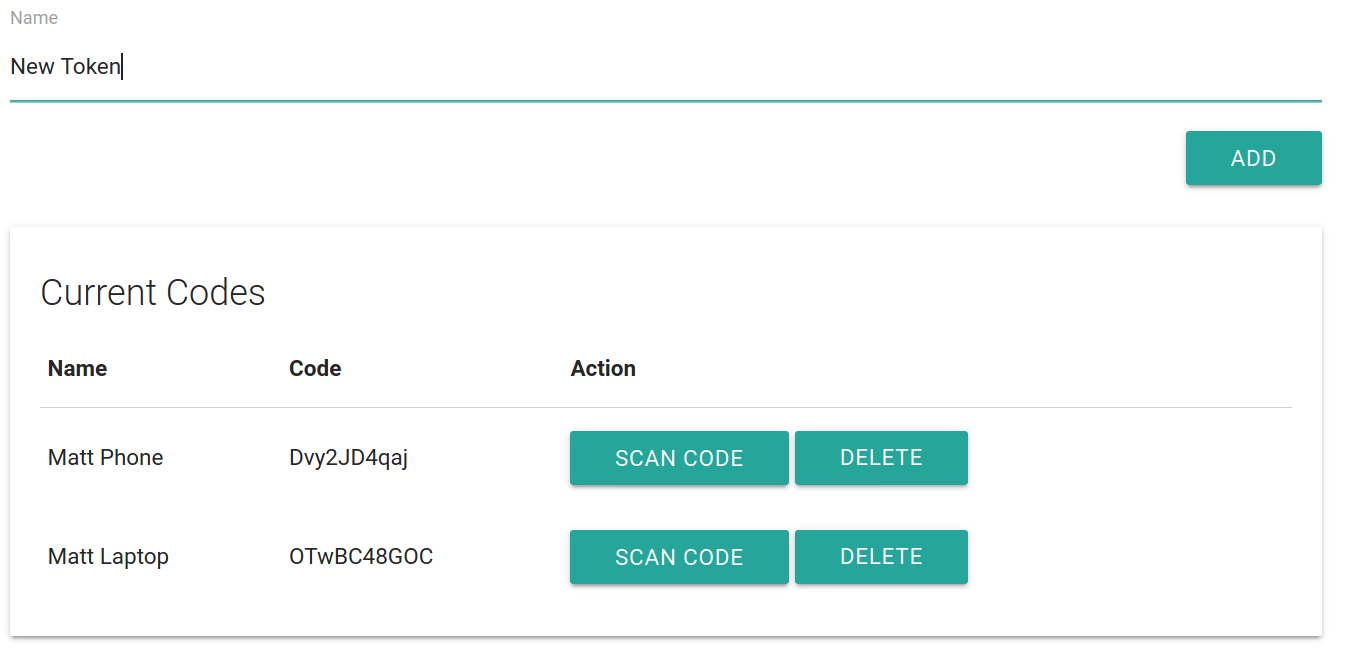 Name
New Token
ADD
Current Codes
Name Code Action
Matt Phone Dvy2JD4qaj SCAN CODE DELETE
Matt Laptop OTwBC48GOC SCAN CODE DELETE